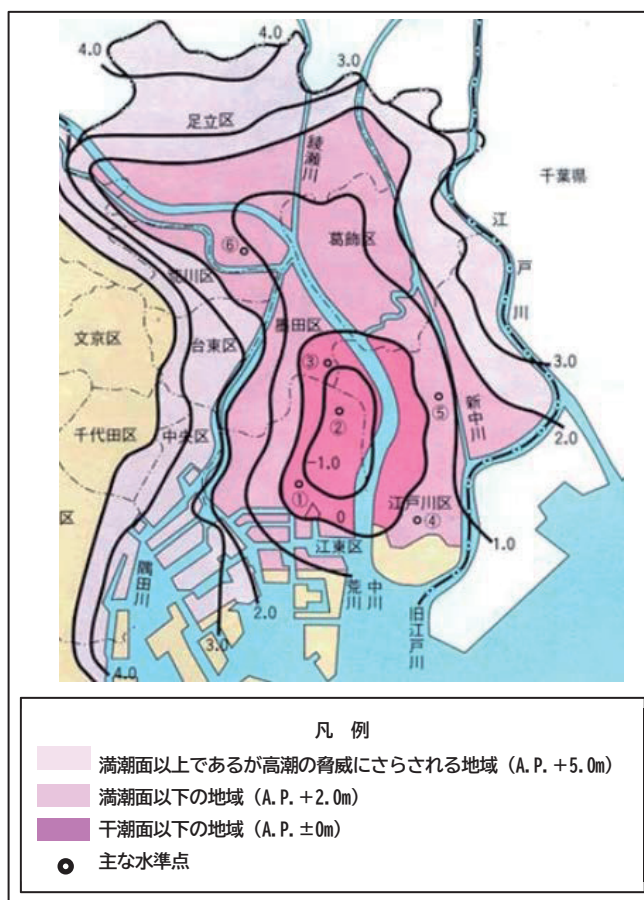 4.0
4.0
3.0
足立区
綾瀬川
千葉県
江戸川
葛飾区
⑥
荒川区
墨田区
台東区
文京区
③
3.0
⑤
新中川
②
2.0
千代田区
中央区
-1.0
①
江戸川区
④
0
江東区
1.0
隅田川
荒川
中川
旧江戸川
2.0
3.0
4.0
区
凡 例
満潮面以上であるが高潮の脅威にさらされる地域(A.P.+5.0m)
満潮面以下の地域(A.P.+2.0m)
干潮面以下の地域(A.P.±0m)
主な水準点